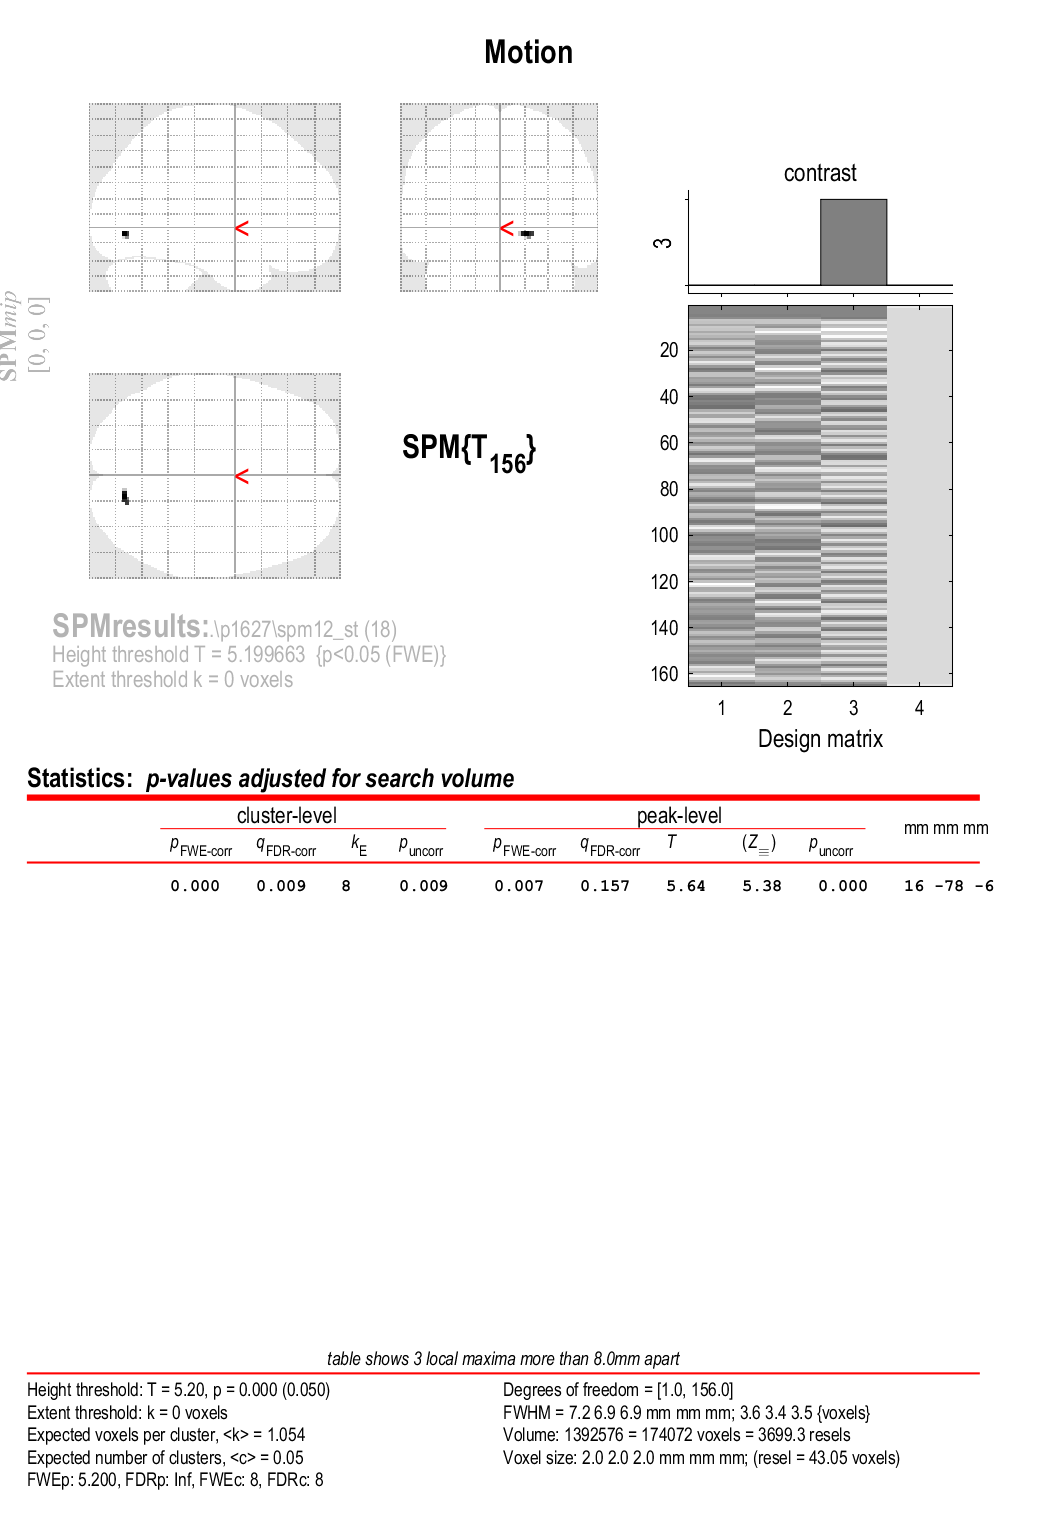 Motion
<
<
<
SPMmip
[0, 0, 0]
SPM{T156}
contrast
3
20
40
60
80
100
120
140
160
1 2 3 4
Design matrix
SPMresults:.\p1627\spm12_st (18)
Height threshold T = 5.199663 {p<0.05 (FWE)}
Extent threshold k = 0 voxels
Statistics: p-values adjusted for search volume
cluster-level peak-level mm mm mm
pFWE-corr qFDR-corr kE puncorr pFWE-corr qFDR-corr T (Z≡) puncorr
0.000 0.009 8 0.009 0.007 0.157 5.64 5.38 0.000 16 -78 -6
table shows 3 local maxima more than 8.0mm apart
Height threshold: T = 5.20, p = 0.000 (0.050)
Extent threshold: k = 0 voxels
Expected voxels per cluster, <k> = 1.054
Expected number of clusters, <c> = 0.05
FWEp: 5.200, FDRp: Inf, FWEc: 8, FDRc: 8
Degrees of freedom = [1.0, 156.0]
FWHM = 7.2 6.9 6.9 mm mm mm; 3.6 3.4 3.5 {voxels}
Volume: 1392576 = 174072 voxels = 3699.3 resels
Voxel size: 2.0 2.0 2.0 mm mm mm; (resel = 43.05 voxels)